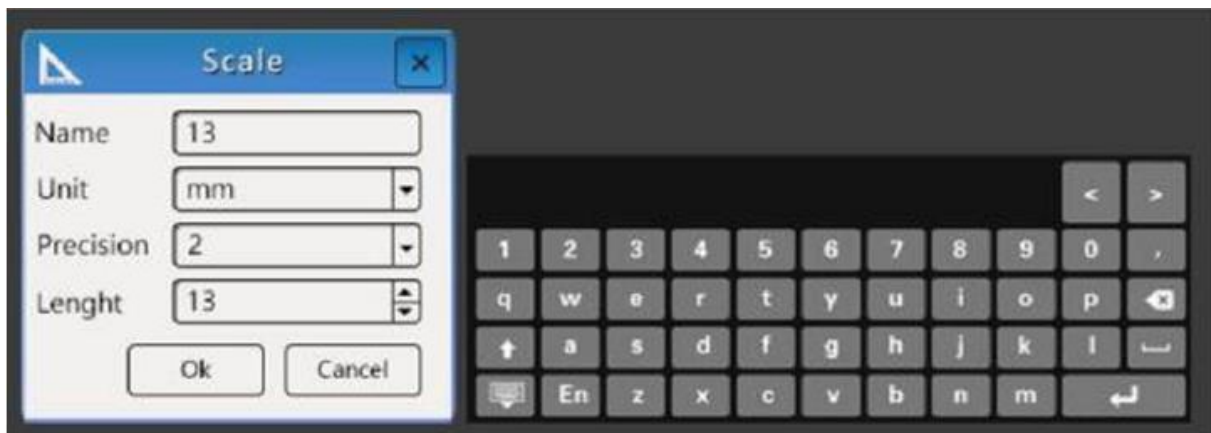 Scale
Name 13
Unit mm
Precision 2
Lenght 13
Ok Cancel
< >
1 2 3 4 5 6 7 8 9 0 ,
q w e r t y u i o p
a s d f g h j k l
En z x c v b n m